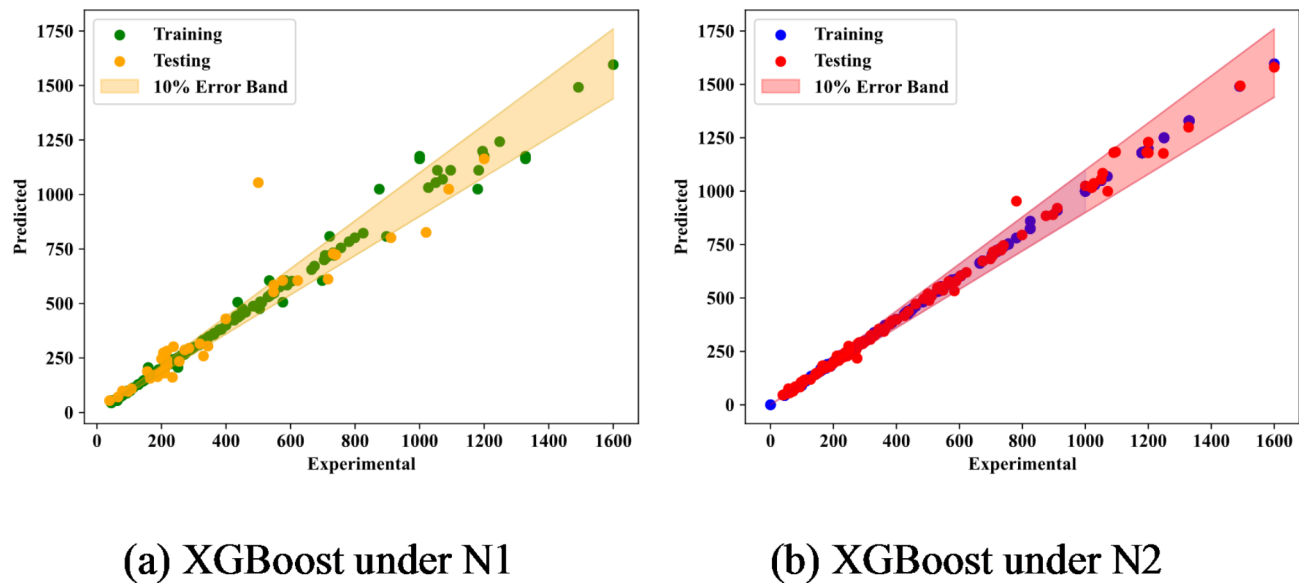 1750
1500
1250
1000
750
500
250
0
Predicted
Training
Testing
10% Error Band
0 200 400 600 800 1000 1200 1400 1600
Experimental
(a) XGBoost under N1
1750
1500
1250
1000
750
500
250
0
Predicted
Training
Testing
10% Error Band
0 200 400 600 800 1000 1200 1400 1600
Experimental
(b) XGBoost under N2